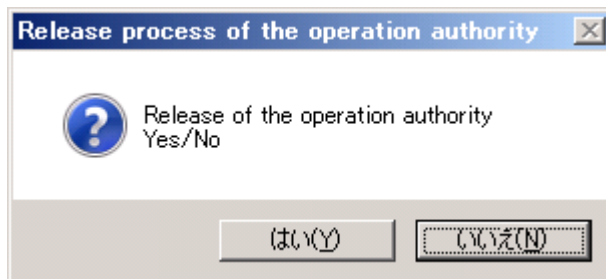 Release process of the operation authority
Release of the operation authority
Yes/No
はい(Y)
いいえ(N)